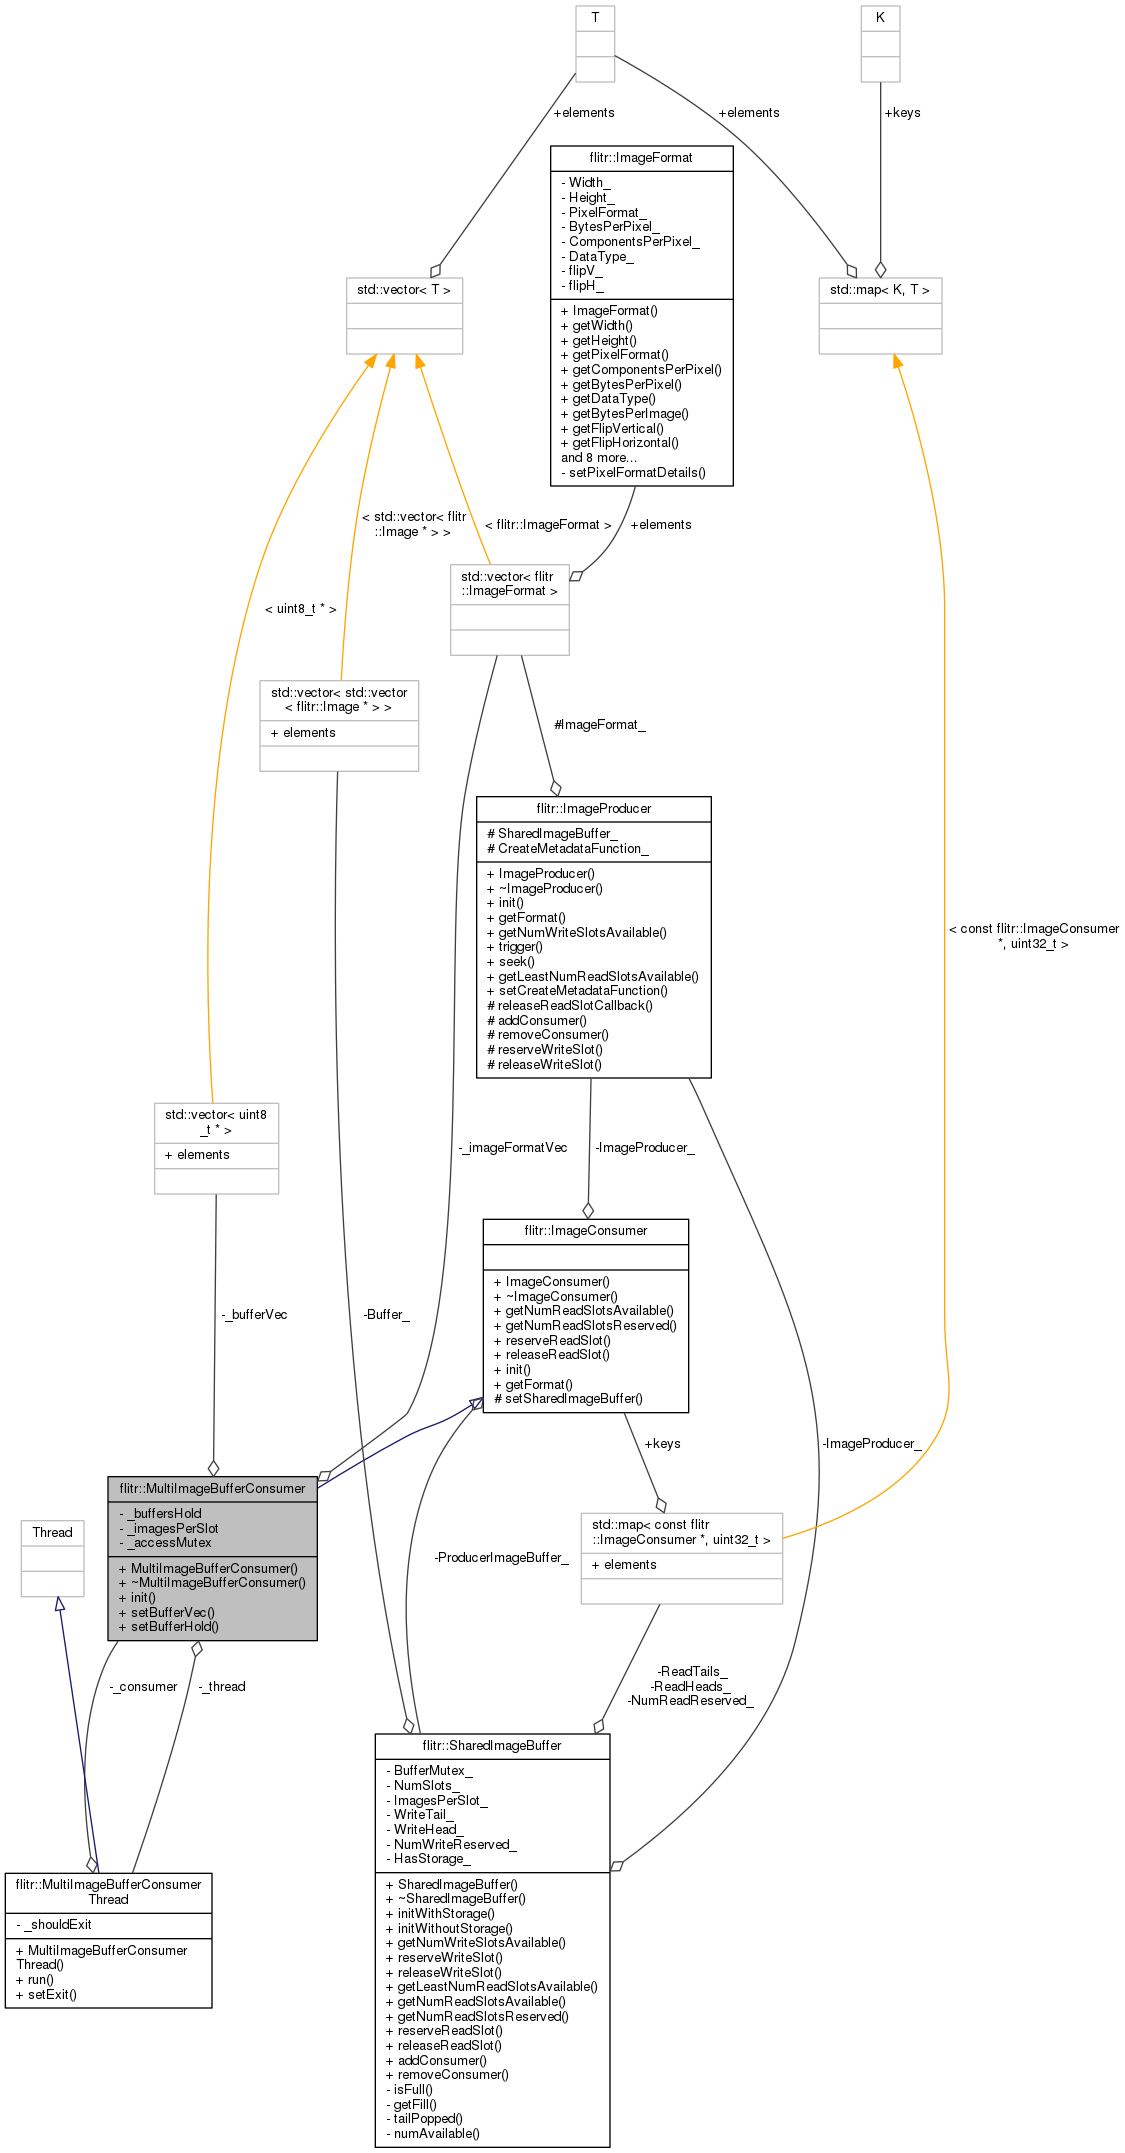 T
K
+elements
+elements
+keys
flitr::ImageFormat
- Width_
- Height_
- PixelFormat_
- BytesPerPixel_
- ComponentsPerPixel_
- DataType_
- flipV_
- flipH_
+ ImageFormat()
+ getWidth()
+ getHeight()
+ getPixelFormat()
+ getComponentsPerPixel()
+ getBytesPerPixel()
+ getDataType()
+ getBytesPerImage()
+ getFlipVertical()
+ getFlipHorizontal()
and 8 more...
- setPixelFormatDetails()
std::vector< T >
std::map< K, T >
< std::vector< flitr
::Image * > >
< flitr::ImageFormat >
+elements
std::vector< flitr
::ImageFormat >
< uint8_t * >
std::vector< std::vector
< flitr::Image * > >
+ elements
#ImageFormat_
flitr::ImageProducer
# SharedImageBuffer_
# CreateMetadataFunction_
+ ImageProducer()
+ ~ImageProducer()
+ init()
+ getFormat()
+ getNumWriteSlotsAvailable()
+ trigger()
+ seek()
+ getLeastNumReadSlotsAvailable()
+ setCreateMetadataFunction()
# releaseReadSlotCallback()
# addConsumer()
# removeConsumer()
# reserveWriteSlot()
# releaseWriteSlot()
< const flitr::ImageConsumer
*, uint32_t >
std::vector< uint8
_t * >
+ elements
-_imageFormatVec
-ImageProducer_
flitr::ImageConsumer
+ ImageConsumer()
+ ~ImageConsumer()
+ getNumReadSlotsAvailable()
+ getNumReadSlotsReserved()
+ reserveReadSlot()
+ releaseReadSlot()
+ init()
+ getFormat()
# setSharedImageBuffer()
-_bufferVec
-Buffer_
+keys
-ImageProducer_
flitr::MultiImageBufferConsumer
- _buffersHold
- _imagesPerSlot
- _accessMutex
+ MultiImageBufferConsumer()
+ ~MultiImageBufferConsumer()
+ init()
+ setBufferVec()
+ setBufferHold()
Thread
std::map< const flitr
::ImageConsumer *, uint32_t >
+ elements
-ProducerImageBuffer_
-_consumer
-_thread
-ReadTails_
-ReadHeads_
-NumReadReserved_
flitr::SharedImageBuffer
- BufferMutex_
- NumSlots_
- ImagesPerSlot_
- WriteTail_
- WriteHead_
- NumWriteReserved_
- HasStorage_
+ SharedImageBuffer()
+ ~SharedImageBuffer()
+ initWithStorage()
+ initWithoutStorage()
+ getNumWriteSlotsAvailable()
+ reserveWriteSlot()
+ releaseWriteSlot()
+ getLeastNumReadSlotsAvailable()
+ getNumReadSlotsAvailable()
+ getNumReadSlotsReserved()
+ reserveReadSlot()
+ releaseReadSlot()
+ addConsumer()
+ removeConsumer()
- isFull()
- getFill()
- tailPopped()
- numAvailable()
flitr::MultiImageBufferConsumer
Thread
- _shouldExit
+ MultiImageBufferConsumer
Thread()
+ run()
+ setExit()